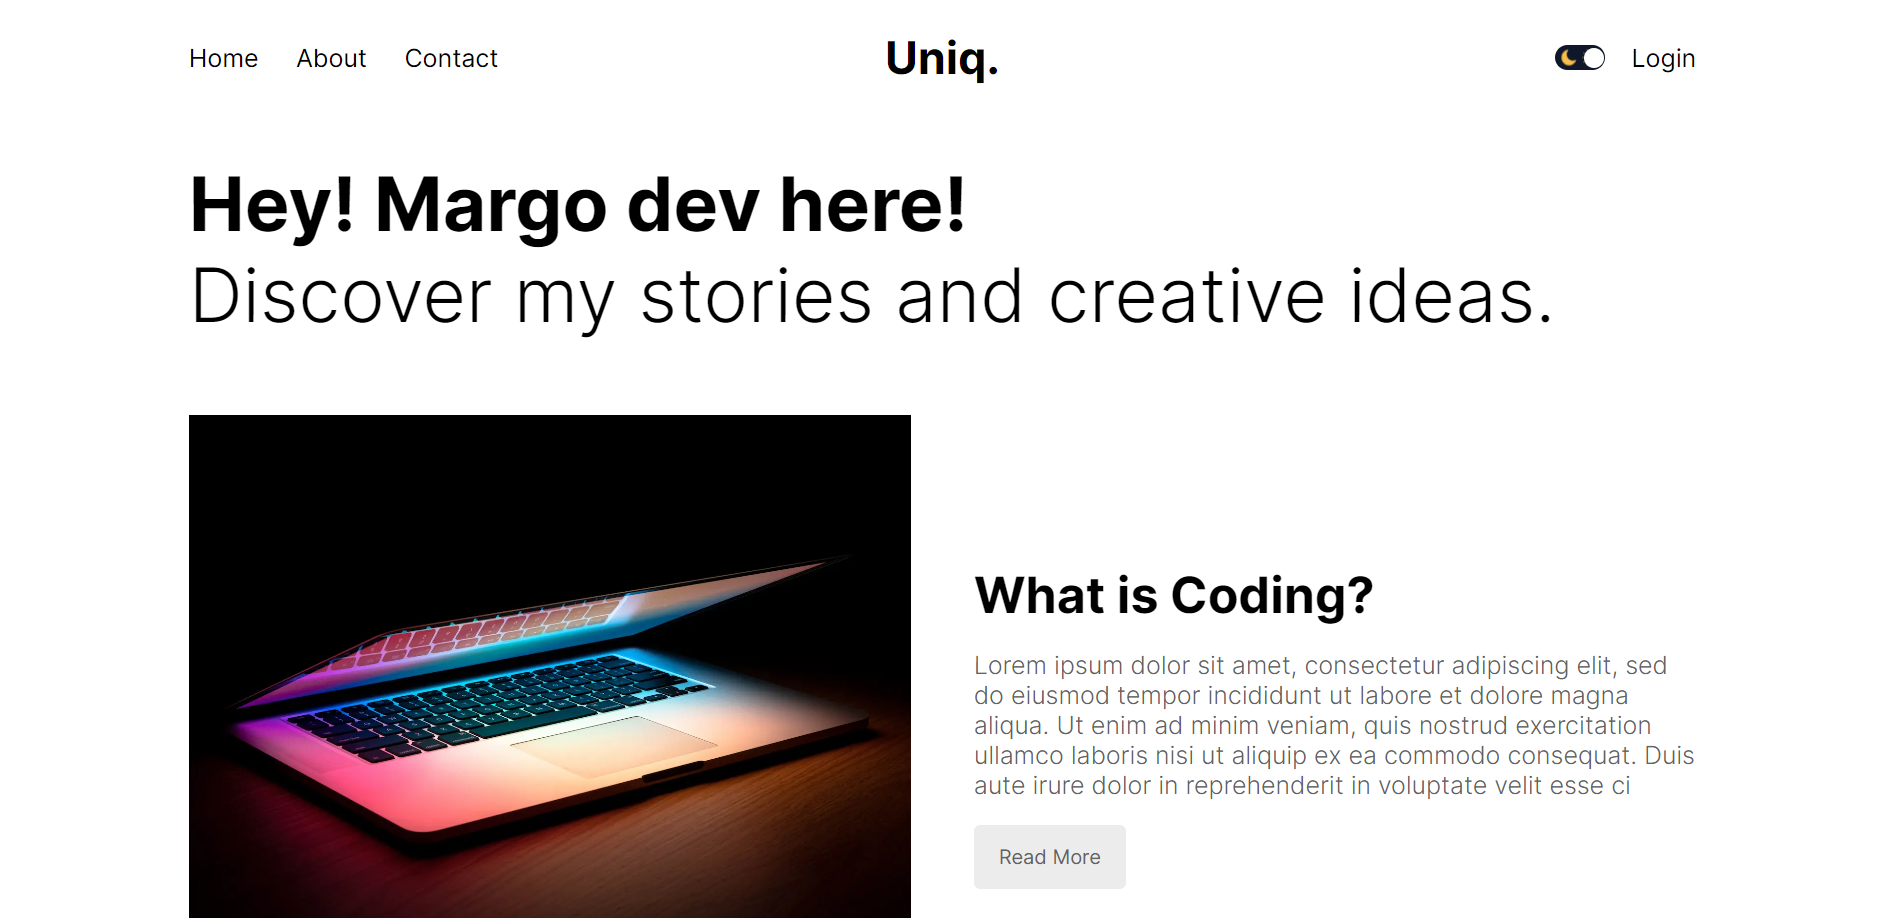 Home About Contact Uniq. Login
Hey! Margo dev here!
Discover my stories and creative ideas.
What is Coding?
Lorem ipsum dolor sit amet, consectetur adipiscing elit, sed
do eiusmod tempor incididunt ut labore et dolore magna
aliqua. Ut enim ad minim veniam, quis nostrud exercitation
ullamco laboris nisi ut aliquip ex ea commodo consequat. Duis
aute irure dolor in reprehenderit in voluptate velit esse ci
Read More